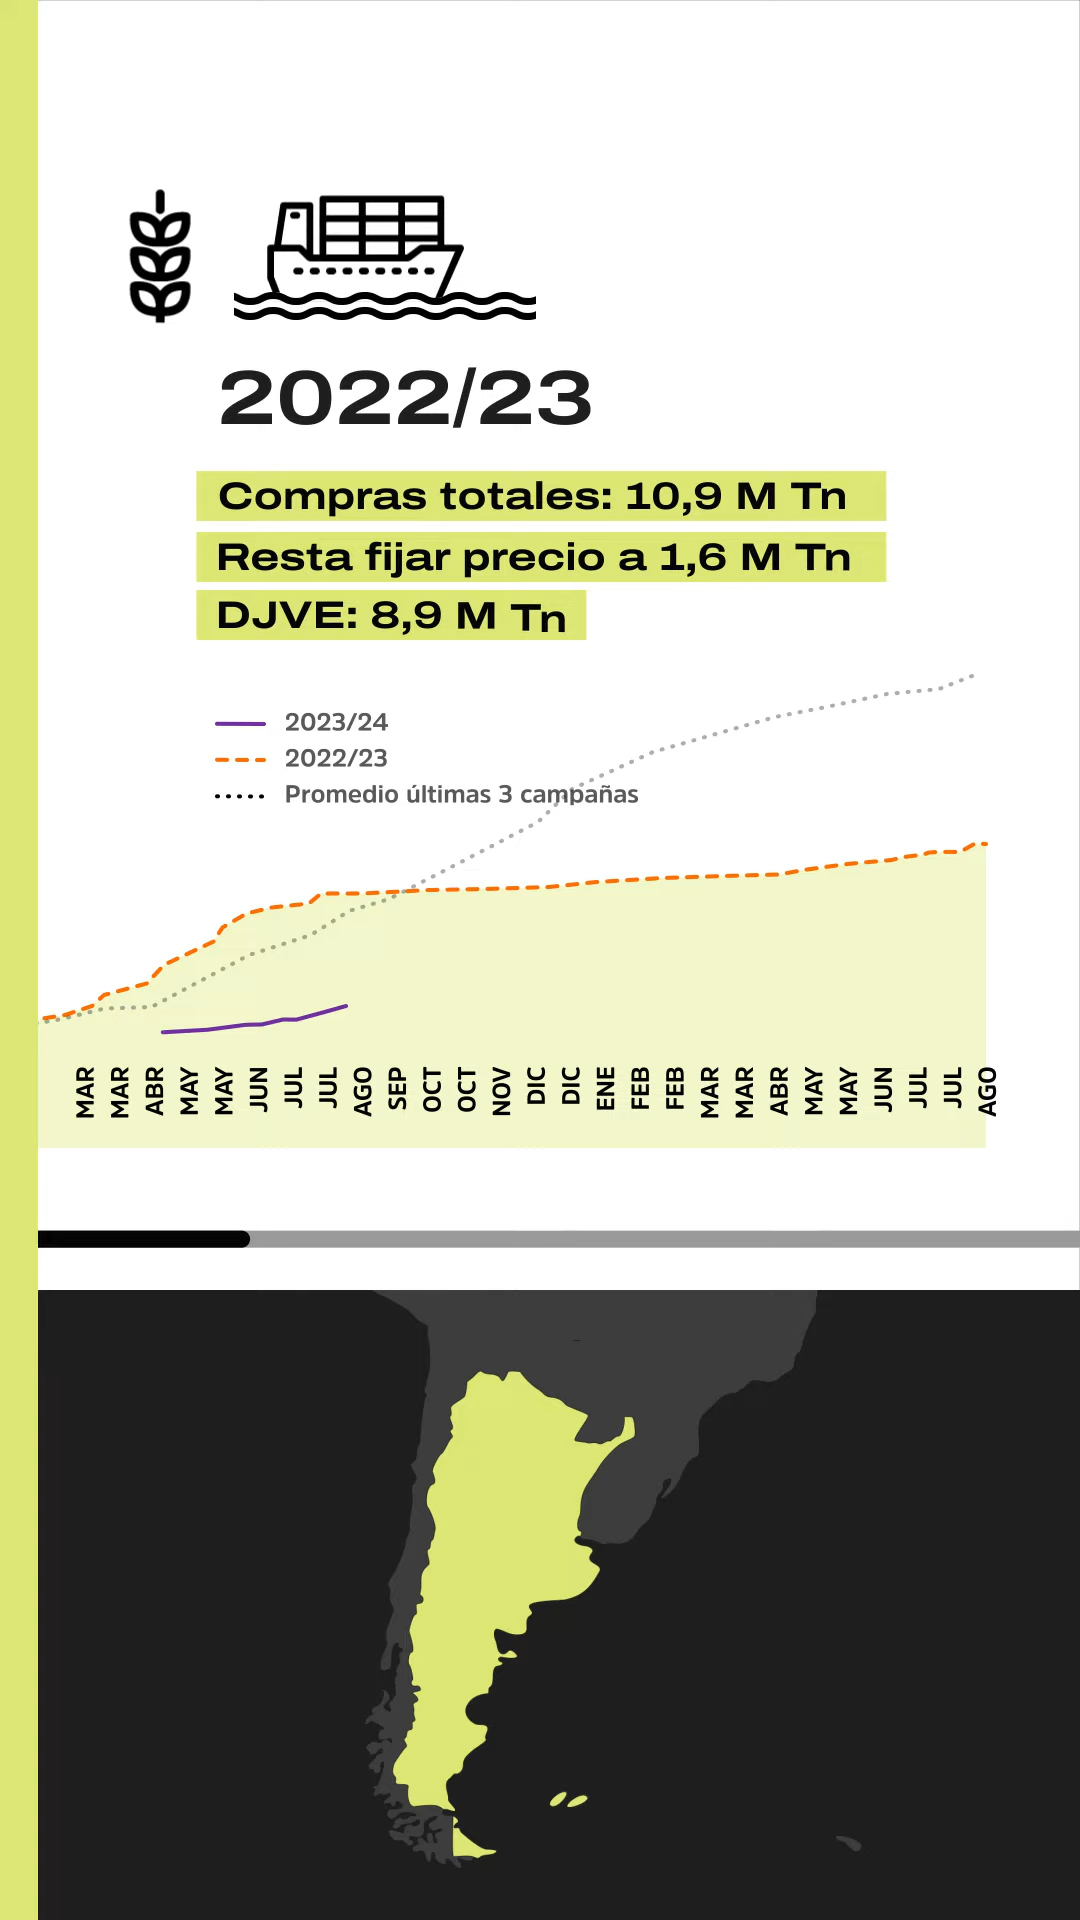 2022/23
Compras totales: 10,9 M Tn
Resta fijar precio a 1,6 M Tn
DJVE: 8,9 M Tn
2023/24
2022/23
Promedio últimas 3 campañas
MAR MAR ABR MAY MAY JUN JUL JUL AGO SEP OCT OCT NOV DIC DIC ENE FEB FEB MAR MAR ABR MAY MAY JUN JUL JUL AGO